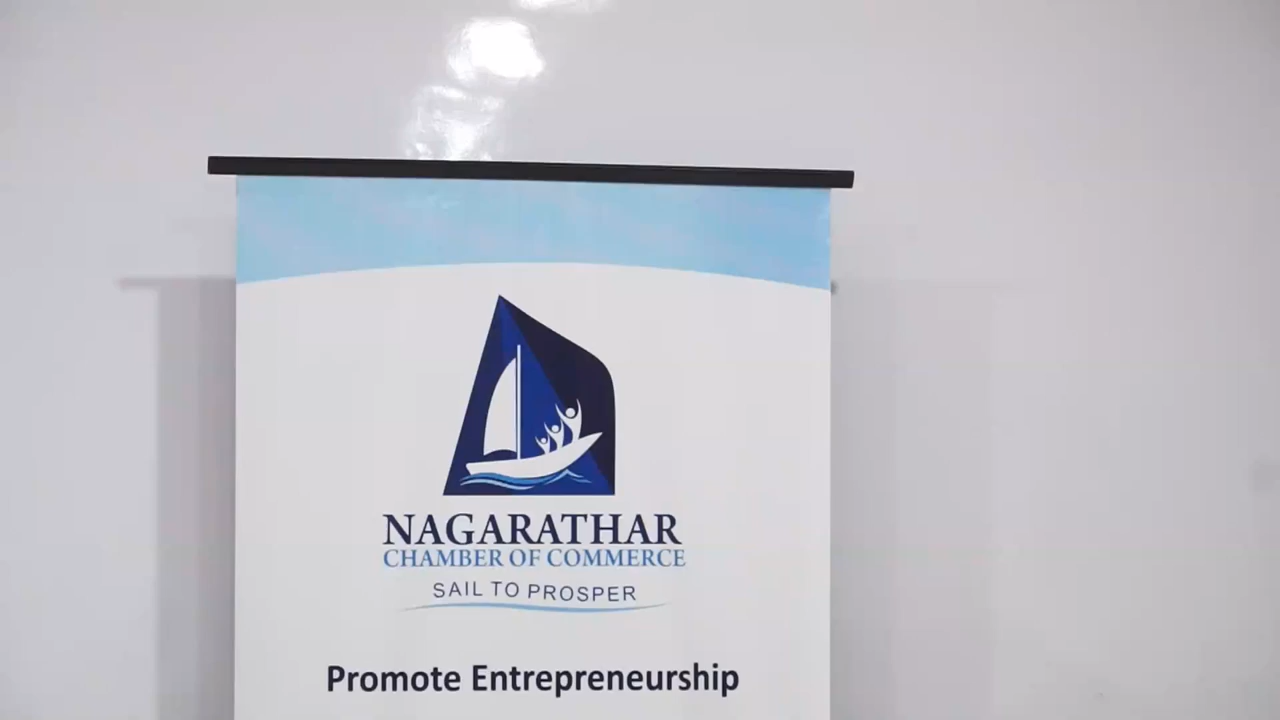 NAGARATHAR
CHAMBER OF COMMERCE
SAIL TO PROSPER
Promote Entrepreneurship